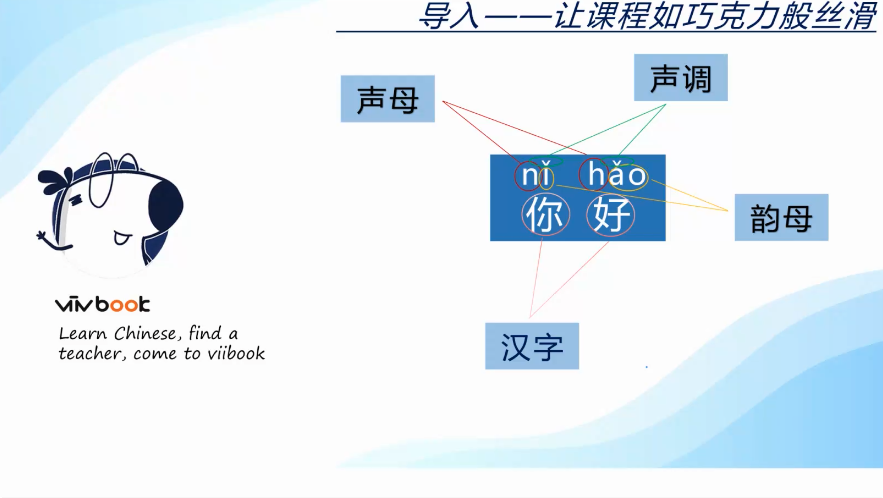 导入——让课程如巧克力般丝滑
声调
声母
nǐ hǎo
你 好
韵母
汉字
viivbook
Learn Chinese, find a
teacher, come to viibook